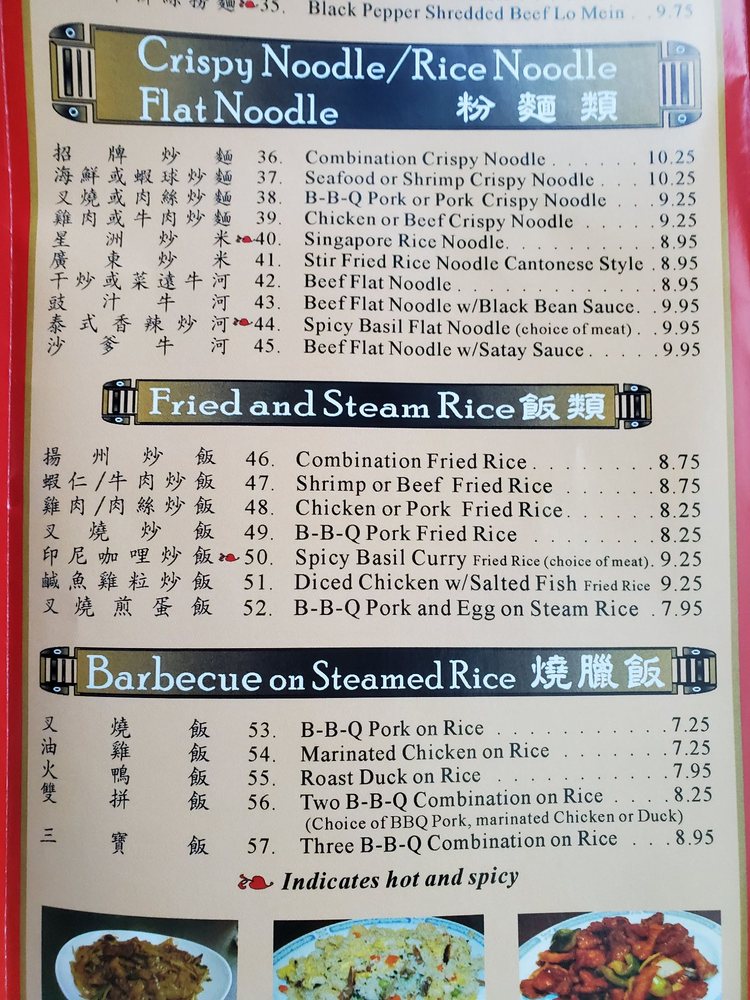 35. Black Pepper Shredded Beef Lo Mein . . 9.75
Crispy Noodle/Rice Noodle
Flat Noodle 粉麵類
招牌炒麵 36. Combination Crispy Noodle . . . . . . 10.25
海鮮或蝦球炒麵 37. Seafood or Shrimp Crispy Noodle . . . 10.25
叉燒或肉絲炒麵 38. B-B-Q Pork or Pork Crispy Noodle . . 9.25
雞肉或牛肉炒麵 39. Chicken or Beef Crispy Noodle . . . . 9.25
星洲炒米 40. Singapore Rice Noodle. . . . . . . . . 8.95
廣東炒米 41. Stir Fried Rice Noodle Cantonese Style . 8.95
干炒或菜遠牛河 42. Beef Flat Noodle . . . . . . . . . . . 8.95
豉汁牛河 43. Beef Flat Noodle w/Black Bean Sauce. . 9.95
泰式香辣炒河 44. Spicy Basil Flat Noodle (choice of meat) . . 9.95
沙爹牛河 45. Beef Flat Noodle w/Satay Sauce . . . . . 9.95
Fried and Steam Rice 飯類
揚州炒飯 46. Combination Fried Rice . . . . . . . . 8.75
蝦仁/牛肉炒飯 47. Shrimp or Beef Fried Rice . . . . . . 8.75
雞肉/肉絲炒飯 48. Chicken or Pork Fried Rice. . . . . . 8.25
叉燒炒飯 49. B-B-Q Pork Fried Rice . . . . . . . . 8.25
印尼咖哩炒飯 50. Spicy Basil Curry Fried Rice (choice of meat). 9.25
鹹魚雞粒炒飯 51. Diced Chicken w/Salted Fish Fried Rice 9.25
叉燒煎蛋飯 52. B-B-Q Pork and Egg on Steam Rice . 7.95
Barbecue on Steamed Rice 燒臘飯
叉燒飯 53. B-B-Q Pork on Rice . . . . . . . . . . . 7.25
油雞飯 54. Marinated Chicken on Rice . . . . . . . 7.25
火鴨飯 55. Roast Duck on Rice . . . . . . . . . . . 7.95
雙拼飯 56. Two B-B-Q Combination on Rice . . . . 8.25
(Choice of BBQ Pork, marinated Chicken or Duck)
三寶飯 57. Three B-B-Q Combination on Rice . . . 8.95
Indicates hot and spicy